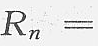 Rₙ =